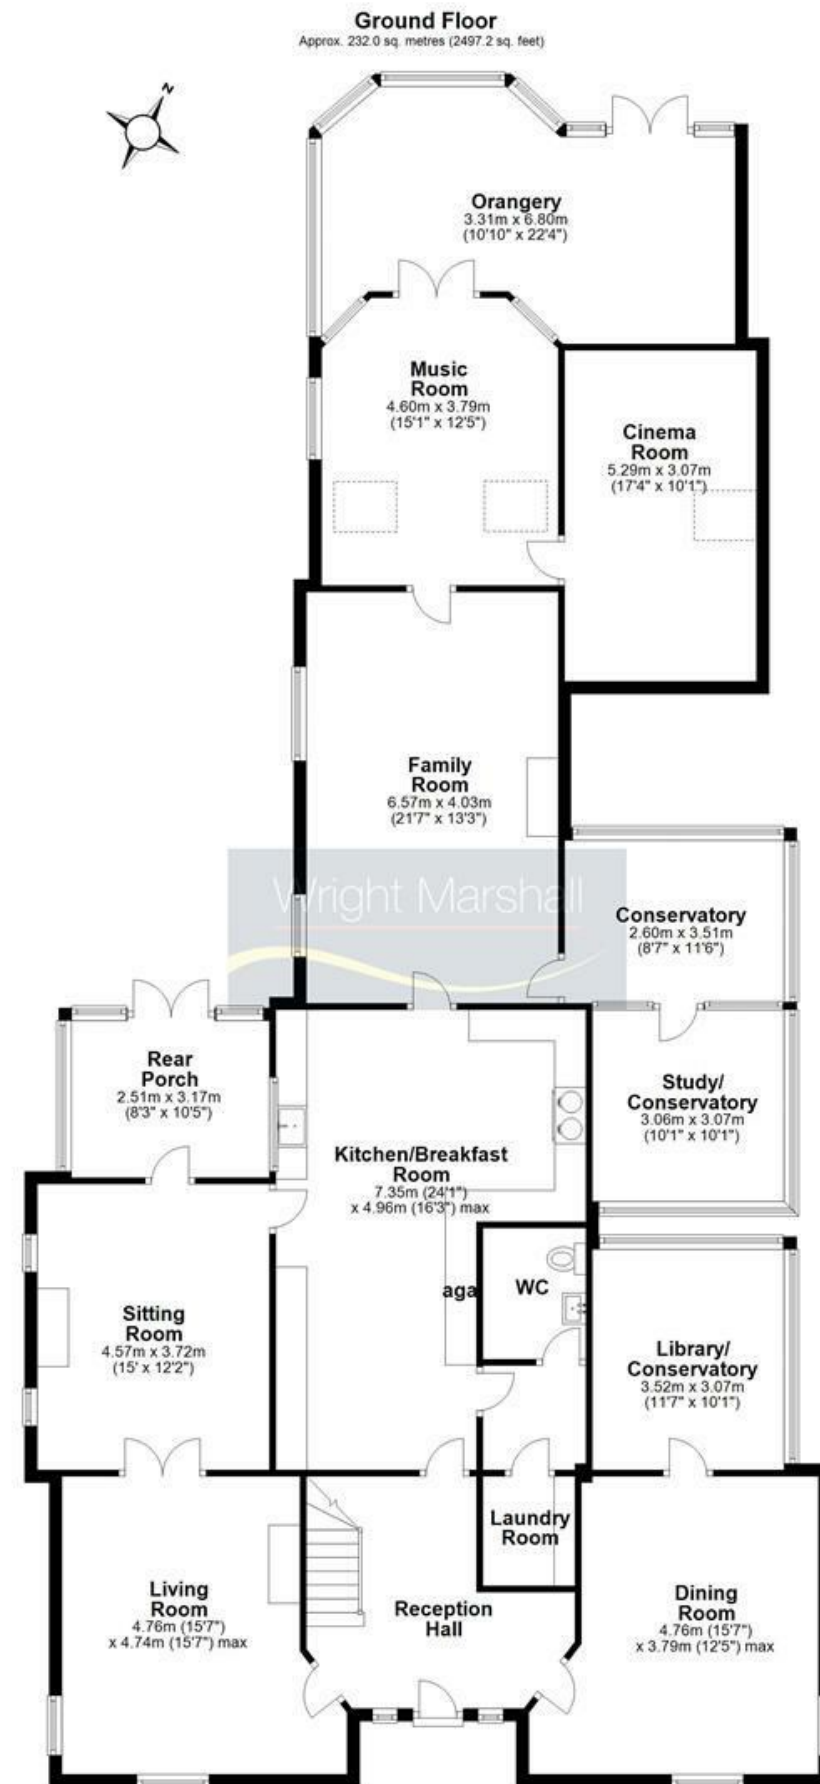 Ground Floor
Approx. 232.0 sq. metres (2497.2 sq. feet)
N
Orangery
3.31m x 6.80m
(10'10" x 22'4")
Music
Room
4.60m x 3.79m
(15'1" x 12'5")
Cinema
Room
5.29m x 3.07m
(17'4" x 10'1")
Family
Room
6.57m x 4.03m
(21'7" x 13'3")
Wright Marshall
Conservatory
2.60m x 3.51m
(8'7" x 11'6")
Rear
Porch
2.51m x 3.17m
(8'3" x 10'5")
Study/
Conservatory
3.06m x 3.07m
(10'1" x 10'1")
Kitchen/Breakfast
Room
7.35m (24'1")
x 4.96m (16'3") max
aga
WC
Sitting
Room
4.57m x 3.72m
(15' x 12'2")
Library/
Conservatory
3.52m x 3.07m
(11'7" x 10'1")
Laundry
Room
Living
Room
4.76m (15'7")
x 4.74m (15'7") max
Reception
Hall
Dining
Room
4.76m (15'7")
x 3.79m (12'5") max